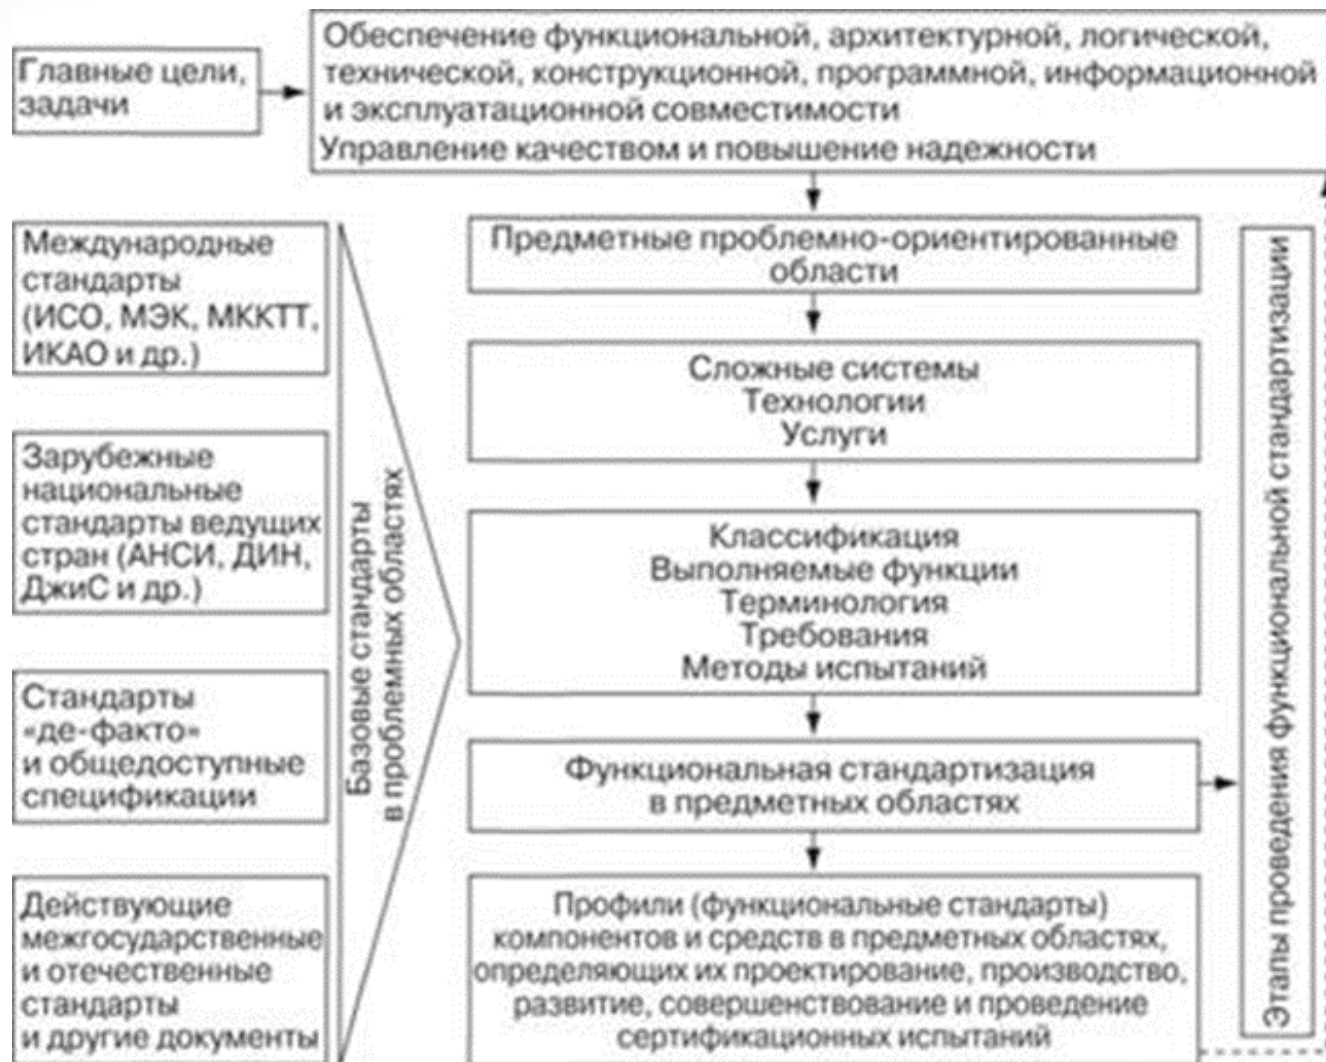 Главные цели,
задачи
Обеспечение функциональной, архитектурной, логической,
технической, конструкционной, программной, информационной
и эксплуатационной совместимости
Управление качеством и повышение надежности
Международные
стандарты
(ИСО, МЭК, МККТТ,
ИКАО и др.)
Зарубежные
национальные
стандарты ведущих
стран (АНСИ, ДИН,
ДжиС и др.)
Стандарты
«де-факто»
и общедоступные
спецификации
Действующие
межгосударственные
и отечественные
стандарты
и другие документы
Базовые стандарты
в проблемных областях
Предметные проблемно-ориентированные
области
Сложные системы
Технологии
Услуги
Классификация
Выполняемые функции
Терминология
Требования
Методы испытаний
Функциональная стандартизация
в предметных областях
Профили (функциональные стандарты)
компонентов и средств в предметных областях,
определяющих их проектирование, производство,
развитие, совершенствование и проведение
сертификационных испытаний
Этапы проведения функциональной стандартизации